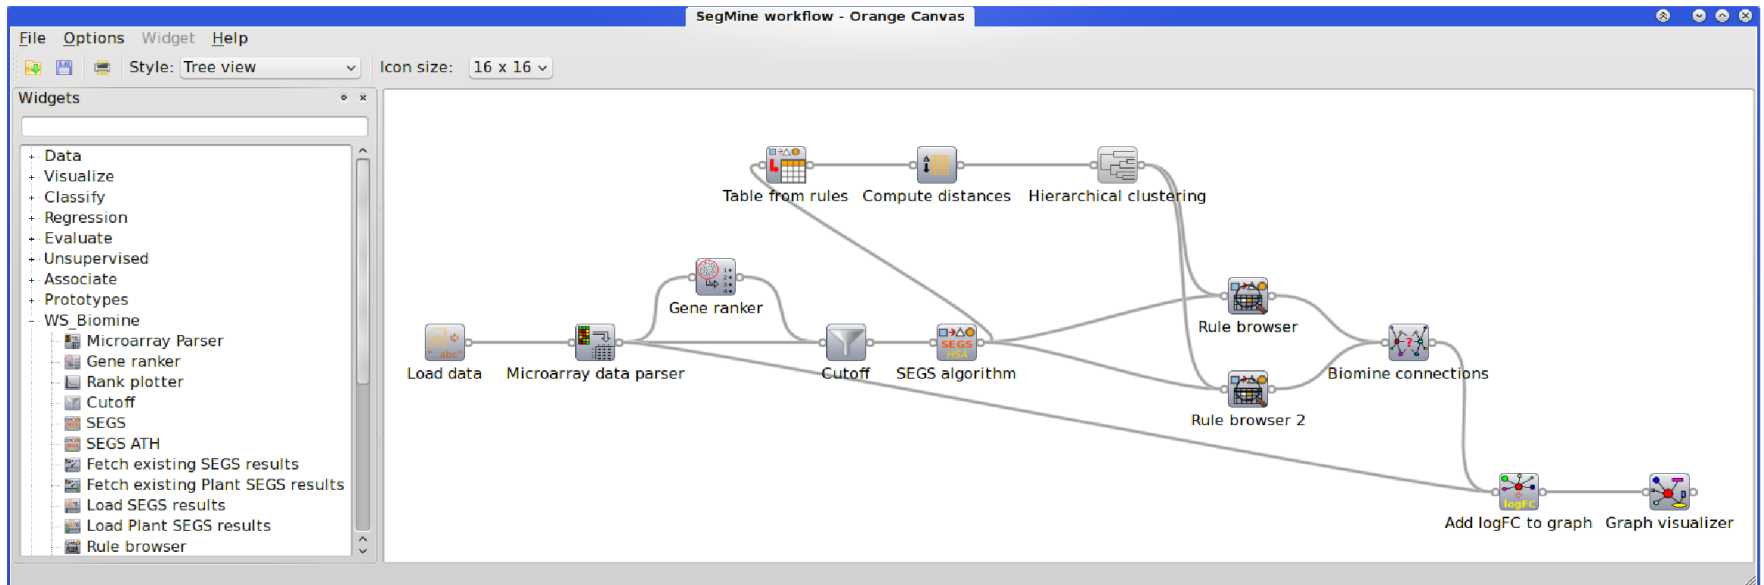 SegMine workflow - Orange Canvas
File Options Widget Help
Style: Tree view Icon size: 16 x 16
Widgets
Data
Visualize
Classify
Regression
Evaluate
Unsupervised
Associate
Prototypes
WS_Biomine
Microarray Parser
Gene ranker
Rank plotter
Cutoff
SEGS
SEGS ATH
Fetch existing SEGS results
Fetch existing Plant SEGS results
Load SEGS results
Load Plant SEGS results
Rule browser
Table from rules Compute distances Hierarchical clustering
Gene ranker
Rule browser
"...abc"
SEGS
HSA
?
Load data Microarray data parser Cutoff SEGS algorithm Biomine connections
Rule browser 2
logFC
Add logFC to graph Graph visualizer